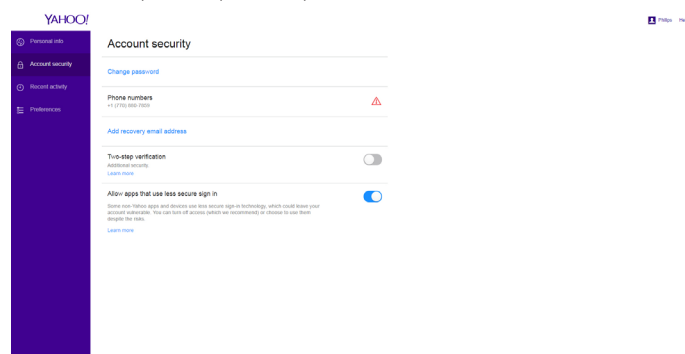 YAHOO!
Philips
Personal info
Account security
Recent activity
Preferences
Account security
Change password
Phone numbers
Add recovery email address
Two-step verification
Additional security.
Learn more
Allow apps that use less secure sign in
Some non-Yahoo apps and devices use less secure sign-in technology, which could leave your
account vulnerable. You can turn off access (which we recommend) or choose to use them
despite the risks.
Learn more